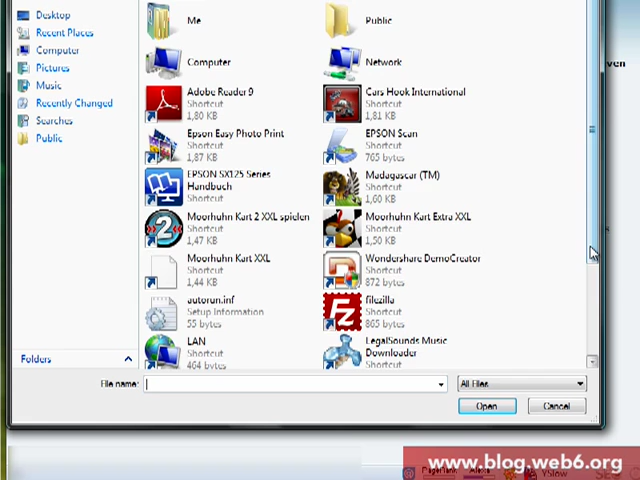 Desktop
Recent Places
Computer
Pictures
Music
Recently Changed
Searches
Public
Folders
Me
Public
Computer
Network
Adobe Reader 9
Shortcut
1,80 KB
Cars Hook International
Shortcut
1,81 KB
Epson Easy Photo Print
Shortcut
1,87 KB
EPSON Scan
Shortcut
765 bytes
EPSON SX125 Series
Handbuch
Shortcut
Madagascar (TM)
Shortcut
1,60 KB
Moorhuhn Kart 2 XXL spielen
Shortcut
1,47 KB
Moorhuhn Kart Extra XXL
Shortcut
1,50 KB
Moorhuhn Kart XXL
Shortcut
1,44 KB
Wondershare DemoCreator
Shortcut
872 bytes
autorun.inf
Setup Information
55 bytes
filezilla
Shortcut
865 bytes
LAN
Shortcut
464 bytes
LegalSounds Music
Downloader
Shortcut
File name:
All Files
Open
Cancel
ven
www.blog.web6.org
PageRank
Alexa
YSlow
SEO